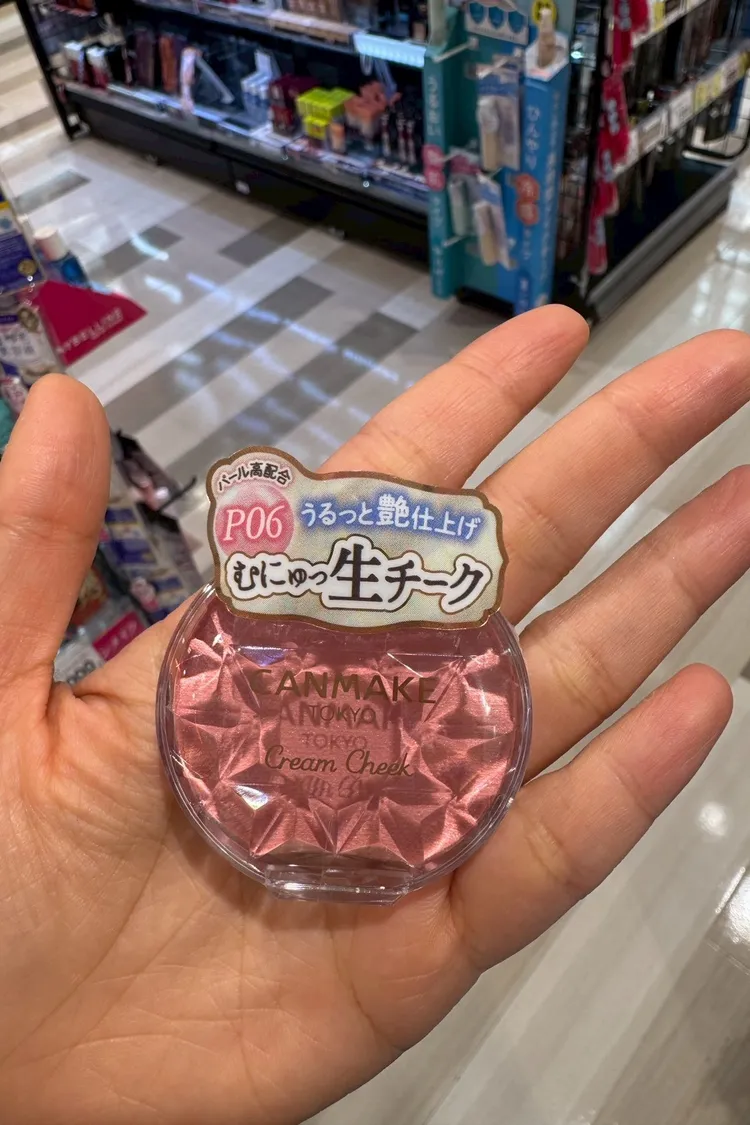 パール高配合
P06
うるっと艶仕上げ
むにゅっ生チーク
CANMAKE
TOKYO
Cream Cheek